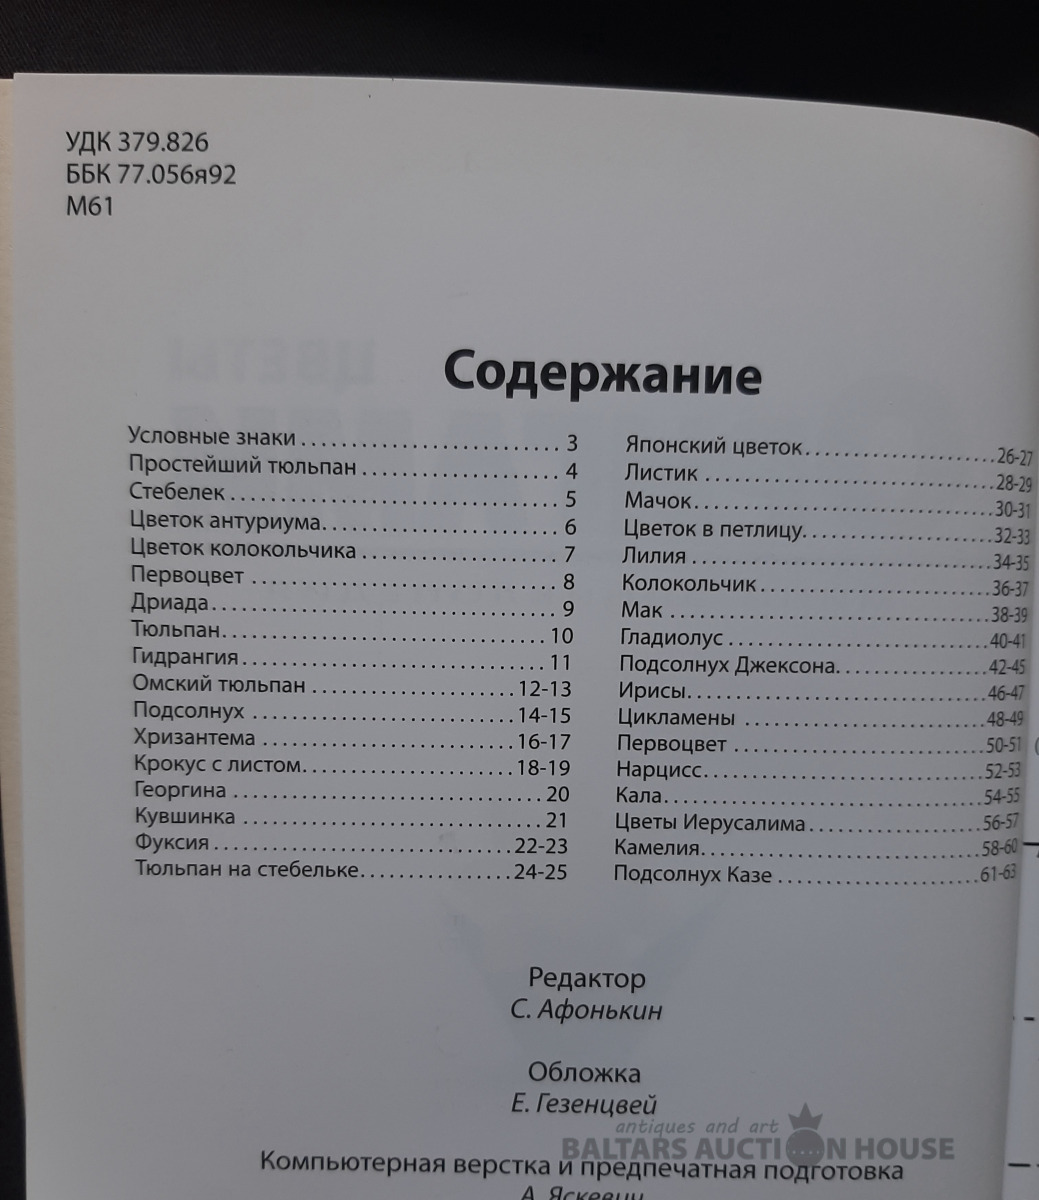 УДК 379.826
ББК 77.056я92
М61
Содержание
Условные знаки ............................ 3
Простейший тюльпан ..................... 4
Стебелек .................................... 5
Цветок антуриума.......................... 6
Цветок колокольчика ..................... 7
Первоцвет .................................. 8
Дриада....................................... 9
Тюльпан..................................... 10
Гидрангия................................... 11
Омский тюльпан ..................... 12-13
Подсолнух ............................ 14-15
Хризантема ........................... 16-17
Крокус с листом...................... 18-19
Георгина .................................. 20
Кувшинка ................................. 21
Фуксия ................................ 22-23
Тюльпан на стебельке................ 24-25
Японский цветок...................... 26-27
Листик ................................ 28-29
Мачок.................................. 30-31
Цветок в петлицу..................... 32-33
Лилия ................................. 34-35
Колокольчик .......................... 36-37
Мак .................................... 38-39
Гладиолус ............................. 40-41
Подсолнух Джексона................. 42-45
Ирисы.................................. 46-47
Цикламены ............................ 48-49
Первоцвет ............................. 50-51
Нарцисс................................ 52-53
Кала.................................... 54-55
Цветы Иерусалима ................... 56-57
Камелия................................ 58-60
Подсолнух Казе ....................... 61-63
Редактор
С. Афонькин
Обложка
Е. Гезенцвей
antiques and art
BALTARS AUCTION HOUSE
Компьютерная верстка и предпечатная подготовка